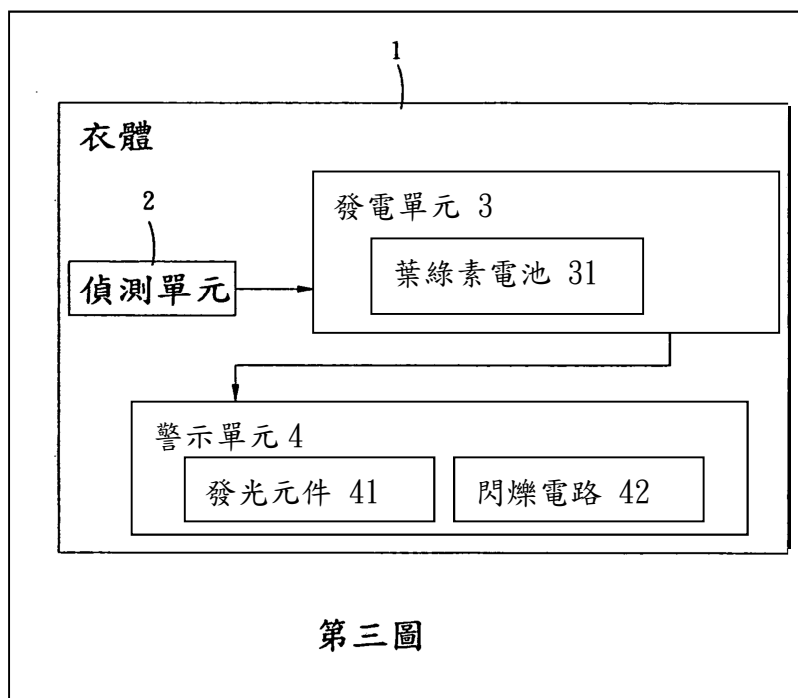 1
衣體
發電單元 3
2
葉綠素電池 31
偵測單元
警示單元4
發光元件 41 閃爍電路 42
第三圖